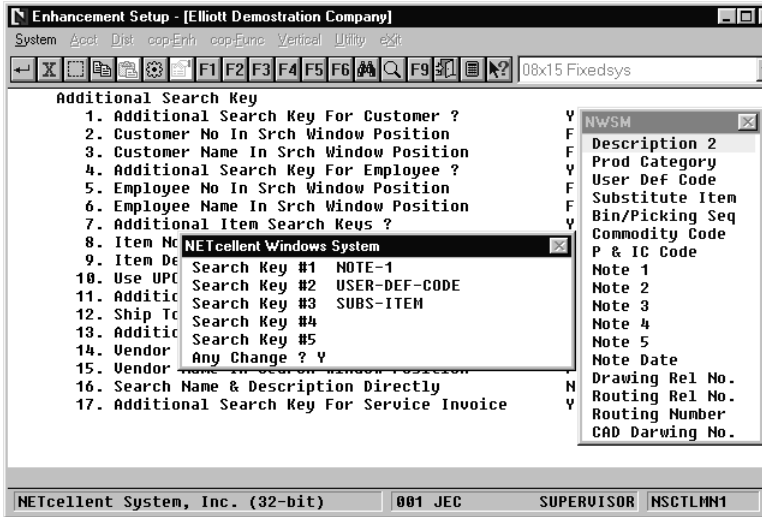 Enhancement Setup - [Elliott Demostration Company]
System Acct Dist cop-Enh cop-Func Vertical Utility eXit
X F1 F2 F3 F4 F5 F6 F9 08x15 Fixedsys
Additional Search Key
1. Additional Search Key For Customer ? Y
2. Customer No In Srch Window Position F
3. Customer Name In Srch Window Position F
4. Additional Search Key For Employee ? Y
5. Employee No In Srch Window Position F
6. Employee Name In Srch Window Position F
7. Additional Item Search Keys ? Y
8. Item No
9. Item De
10. Use UPC
11. Additio
12. Ship To
13. Additio
14. Vendor
15. Vendor Name In Search Window Position
16. Search Name & Description Directly N
17. Additional Search Key For Service Invoice Y
NETcellent Windows System
Search Key #1 NOTE-1
Search Key #2 USER-DEF-CODE
Search Key #3 SUBS-ITEM
Search Key #4
Search Key #5
Any Change ? Y
NWSM
Description 2
Prod Category
User Def Code
Substitute Item
Bin/Picking Seq
Commodity Code
P & IC Code
Note 1
Note 2
Note 3
Note 4
Note 5
Note Date
Drawing Rel No.
Routing Rel No.
Routing Number
CAD Darwing No.
NETcellent System, Inc. (32-bit) 001 JEC SUPERVISOR NSCTLMN1